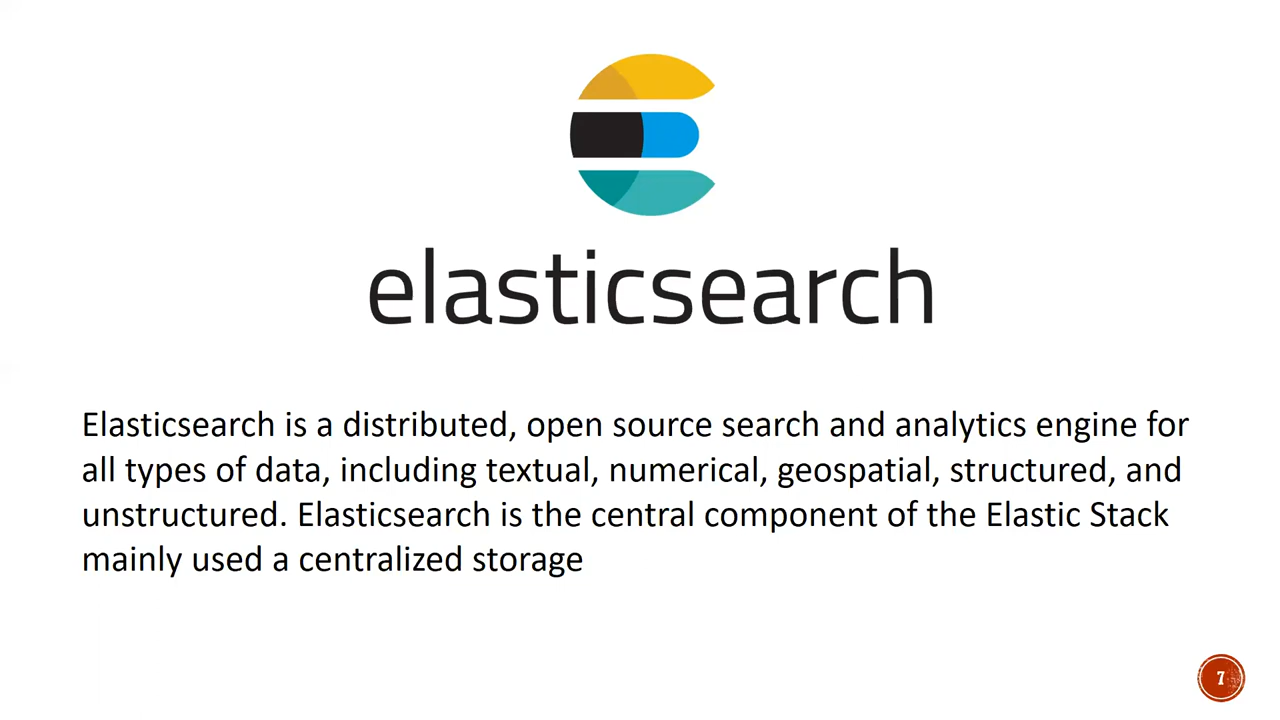 elasticsearch
Elasticsearch is a distributed, open source search and analytics engine for
all types of data, including textual, numerical, geospatial, structured, and
unstructured. Elasticsearch is the central component of the Elastic Stack
mainly used a centralized storage
7